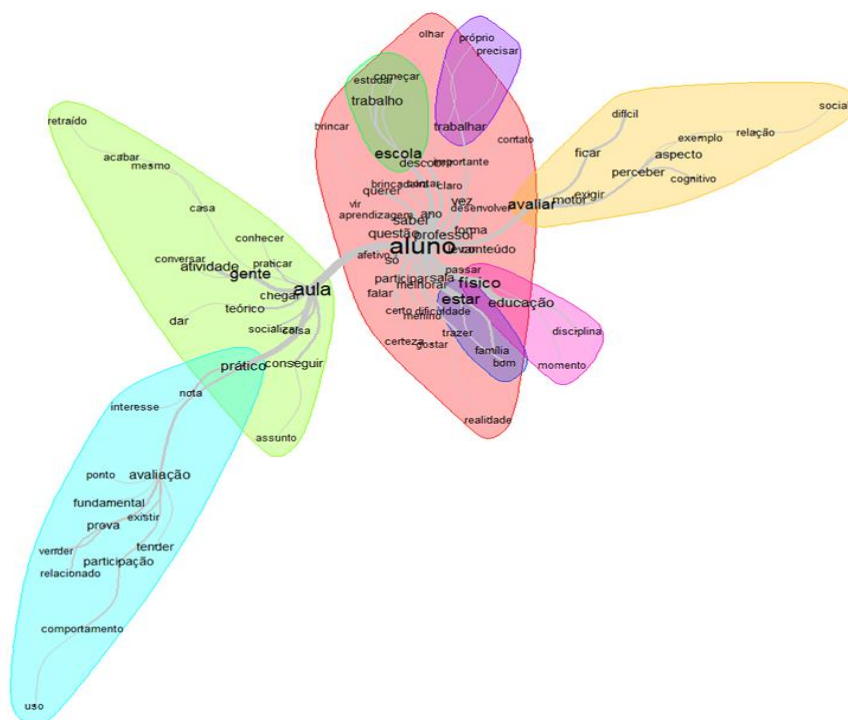 olhar
próprio
precisar
começar
estudar
trabalho
difícil
social
retraído
brincar
trabalhar
exemplo
relação
contato
acabar
mesmo
escola
ficar
aspecto
descobrir
importante
perceber
cognitivo
querer
claro
exigir
motor
casa
vir
vez
desenvolver
avaliar
aprendizagem
ano
saber
conhecer
questão
professor
forma
aluno
levar
conteúdo
conversar
praticar
afetivo
só
atividade
gente
passar
participar
sala
físico
aula
chegar
melhorar
falar
estar
educação
teórico
certo
dificuldade
menino
dar
socializar
coisa
trazer
disciplina
certeza
gostar
família
prático
conseguir
bom
momento
nota
interesse
realidade
assunto
ponto
avaliação
fundamental
existir
prova
vender
tender
participação
relacionado
comportamento
uso